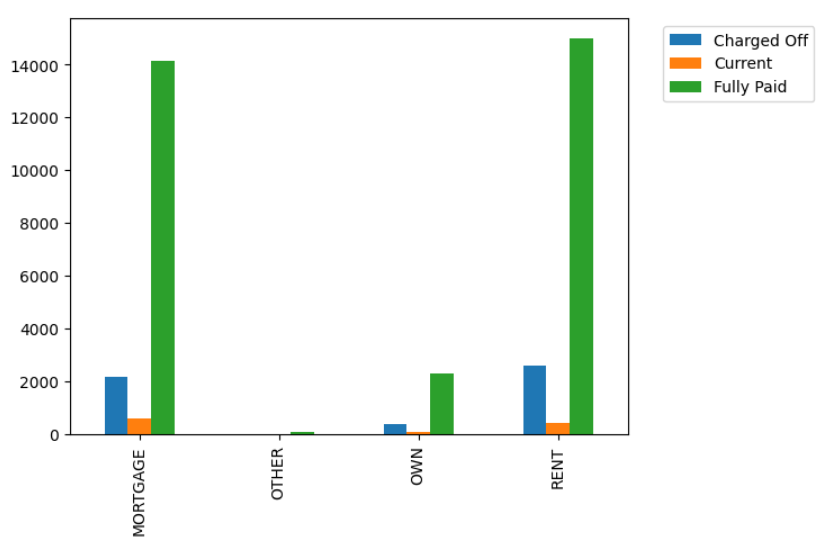 14000
12000
10000
8000
6000
4000
2000
0
MORTGAGE
OTHER
OWN
RENT
Charged Off
Current
Fully Paid